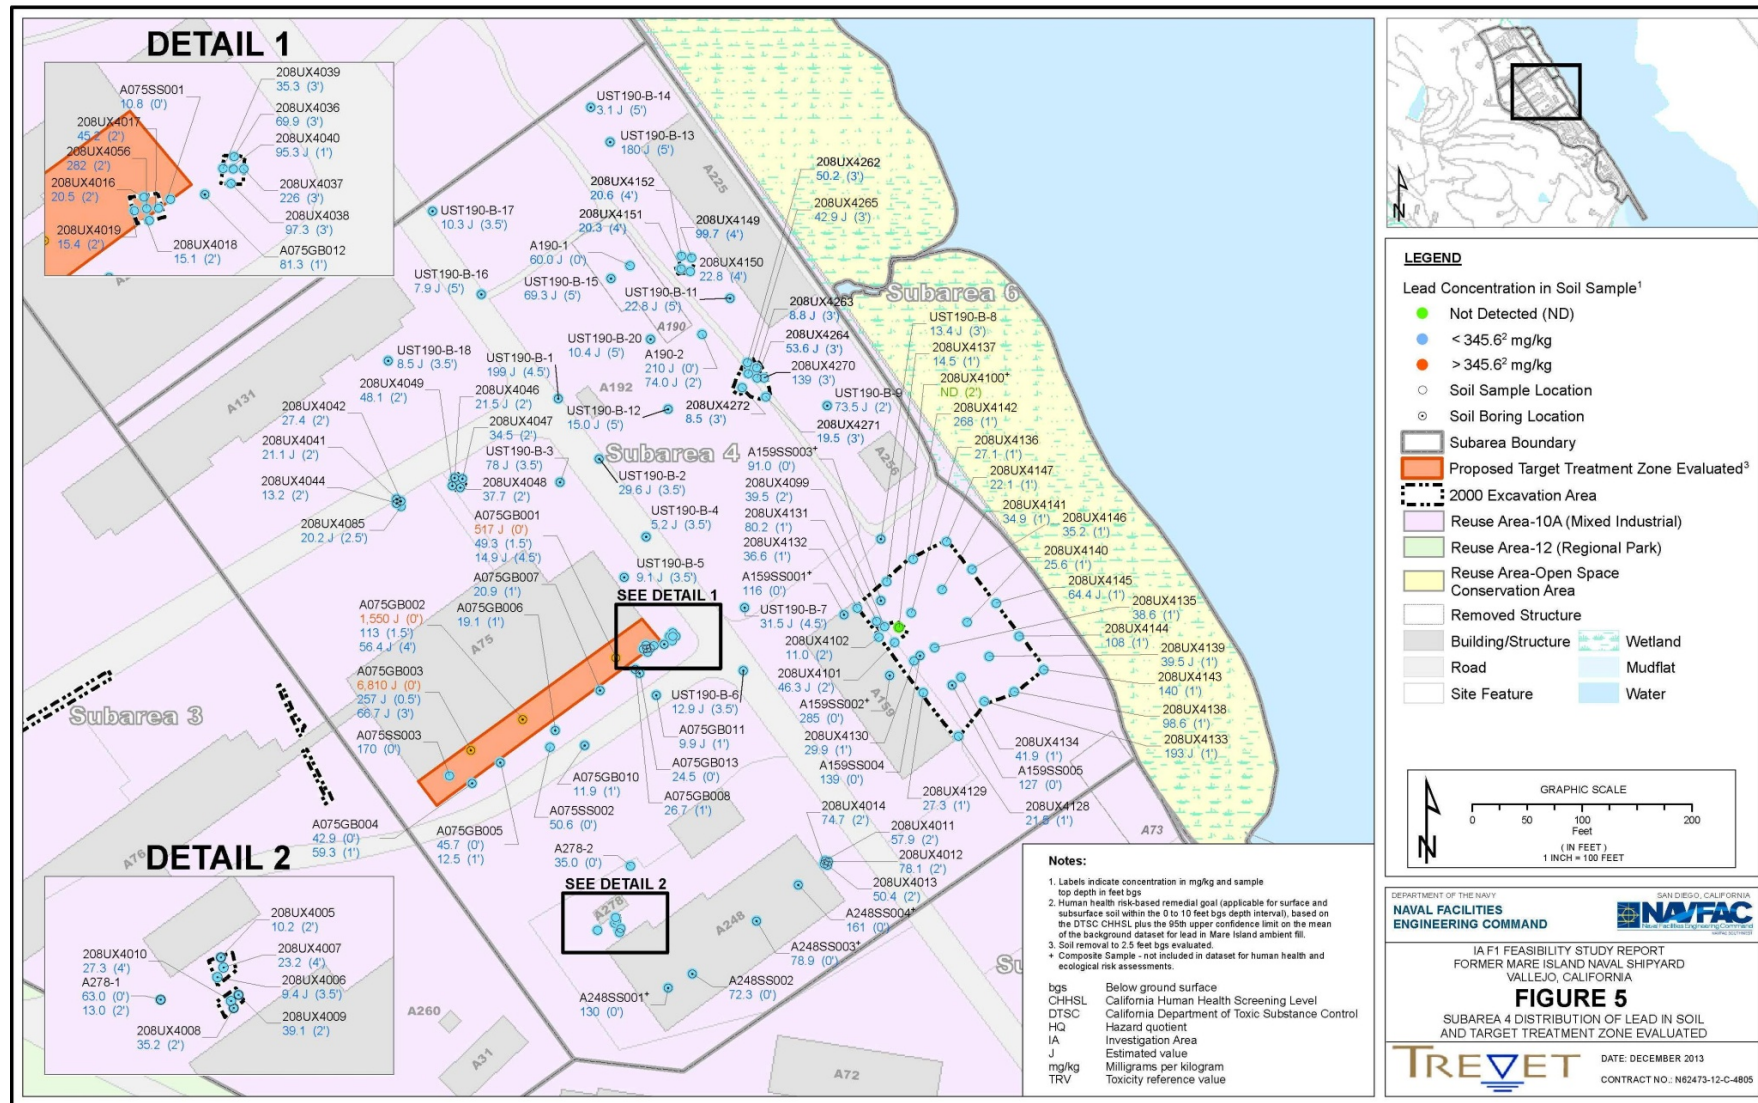 DETAIL 1
208UX4039
35.3 (3')
A075SS001
10.8 (0')
208UX4036
69.9 (3')
208UX4017
45.2 (2')
208UX4040
95.3 J (1')
208UX4056
282 (2')
208UX4016
20.5 (2')
208UX4037
226 (3')
208UX4038
97.3 (3')
208UX4019
15.4 (2')
208UX4018
15.1 (2')
A075GB012
81.3 (1')
UST190-B-14
3.1 J (5')
UST190-B-13
180 J (5')
A225
208UX4262
50.2 (3')
208UX4265
42.9 J (3')
208UX4152
20.6 (4')
208UX4151
20.3 (4')
208UX4149
99.7 (4')
208UX4150
22.8 (4')
UST190-B-17
10.3 J (3.5')
A190-1
60.0 J (0')
UST190-B-16
7.9 J (5')
UST190-B-15
69.3 J (5')
UST190-B-11
22.8 J (5')
A190
Subarea 6
208UX4263
8.8 J (3')
208UX4264
53.6 J (3')
208UX4270
139 (3')
UST190-B-8
13.4 J (3')
208UX4137
14.5 (1')
208UX4100+
ND (2')
208UX4142
268 (1')
208UX4136
27.1 (1')
208UX4147
22.1 (1')
208UX4141
34.9 (1')
208UX4146
35.2 (1')
208UX4140
25.6 (1')
208UX4145
64.4 J (1')
208UX4135
38.6 (1')
208UX4144
108 (1')
208UX4139
39.5 J (1')
208UX4143
140 (1')
208UX4138
98.6 (1')
208UX4133
193 J (1')
UST190-B-20
10.4 J (5')
A190-2
210 J (0')
74.0 J (2')
UST190-B-18
8.5 J (3.5')
UST190-B-1
199 J (4.5')
208UX4049
48.1 (2')
208UX4046
21.5 J (2')
208UX4047
34.5 (2')
A192
UST190-B-12
15.0 J (5')
208UX4272
8.5 (3')
UST190-B-9
73.5 J (2')
208UX4271
19.5 (3')
A131
208UX4042
27.4 (2')
208UX4041
21.1 J (2')
208UX4044
13.2 (2')
208UX4085
20.2 J (2.5')
UST190-B-3
78 J (3.5')
208UX4048
37.7 (2')
Subarea 4
UST190-B-2
29.6 J (3.5')
A256
A159SS003+
91.0 (0')
208UX4099
39.5 (2')
208UX4131
80.2 (1')
208UX4132
36.6 (1')
A159SS001+
116 (0')
A075GB001
517 J (0')
49.3 (1.5')
14.9 J (4.5')
UST190-B-4
5.2 J (3.5')
UST190-B-5
9.1 J (3.5')
A075GB007
20.9 (1')
A075GB006
19.1 (1')
SEE DETAIL 1
UST190-B-7
31.5 J (4.5')
208UX4102
11.0 (2')
208UX4101
46.3 J (2')
A159SS002+
285 (0')
A159
208UX4130
29.9 (1')
A159SS004
139 (0')
208UX4134
41.9 (1')
A159SS005
127 (0')
208UX4129
27.3 (1')
208UX4128
21.5 (1')
A075GB002
1,550 J (0')
113 (1.5')
56.4 J (4')
A75
A075GB003
6,810 J (0')
257 J (0.5')
66.7 J (3')
A075SS003
170 (0')
Subarea 3
UST190-B-6
12.9 J (3.5')
A075GB011
9.9 J (1')
A075GB013
24.5 (0')
A075GB008
26.7 (1')
A075GB010
11.9 (1')
A075SS002
50.6 (0')
A075GB004
42.9 (0')
59.3 (1')
A075GB005
45.7 (0')
12.5 (1')
A76
208UX4014
74.7 (2')
208UX4011
57.9 (2')
208UX4012
78.1 (2')
208UX4013
50.4 (2')
A73
A278-2
35.0 (0')
SEE DETAIL 2
A278
A248
A248SS004+
161 (0')
A248SS003+
78.9 (0')
A248SS002
72.3 (0')
A248SS001+
130 (0')
DETAIL 2
208UX4005
10.2 (2')
208UX4010
27.3 (4')
208UX4007
23.2 (4')
A278-1
63.0 (0')
13.0 (2')
208UX4006
9.4 J (3.5')
208UX4009
39.1 (2')
208UX4008
35.2 (2')
A260
A31
A72
Notes:
1. Labels indicate concentration in mg/kg and sample
top depth in feet bgs
2. Human health risk-based remedial goal (applicable for surface and
subsurface soil within the 0 to 10 feet bgs depth interval), based on
the DTSC CHHSL plus the 95th upper confidence limit on the mean
of the background dataset for lead in Mare Island ambient fill.
3. Soil removal to 2.5 feet bgs evaluated.
+ Composite Sample - not included in dataset for human health and
ecological risk assessments.
bgs Below ground surface
CHHSL California Human Health Screening Level
DTSC California Department of Toxic Substance Control
HQ Hazard quotient
IA Investigation Area
J Estimated value
mg/kg Milligrams per kilogram
TRV Toxicity reference value
N
LEGEND
Lead Concentration in Soil Sample1
Not Detected (ND)
< 345.62 mg/kg
> 345.62 mg/kg
Soil Sample Location
Soil Boring Location
Subarea Boundary
Proposed Target Treatment Zone Evaluated3
2000 Excavation Area
Reuse Area-10A (Mixed Industrial)
Reuse Area-12 (Regional Park)
Reuse Area-Open Space
Conservation Area
Removed Structure
Building/Structure Wetland
Road Mudflat
Site Feature Water
N
GRAPHIC SCALE
0 50 100 200
Feet
( IN FEET )
1 INCH = 100 FEET
DEPARTMENT OF THE NAVY SAN DIEGO, CALIFORNIA
NAVAL FACILITIES
ENGINEERING COMMAND
NAVFAC
Naval Facilities Engineering Command
IA F1 FEASIBILITY STUDY REPORT
FORMER MARE ISLAND NAVAL SHIPYARD
VALLEJO, CALIFORNIA
FIGURE 5
SUBAREA 4 DISTRIBUTION OF LEAD IN SOIL
AND TARGET TREATMENT ZONE EVALUATED
TREVET
DATE: DECEMBER 2013
CONTRACT NO.: N62473-12-C-4805